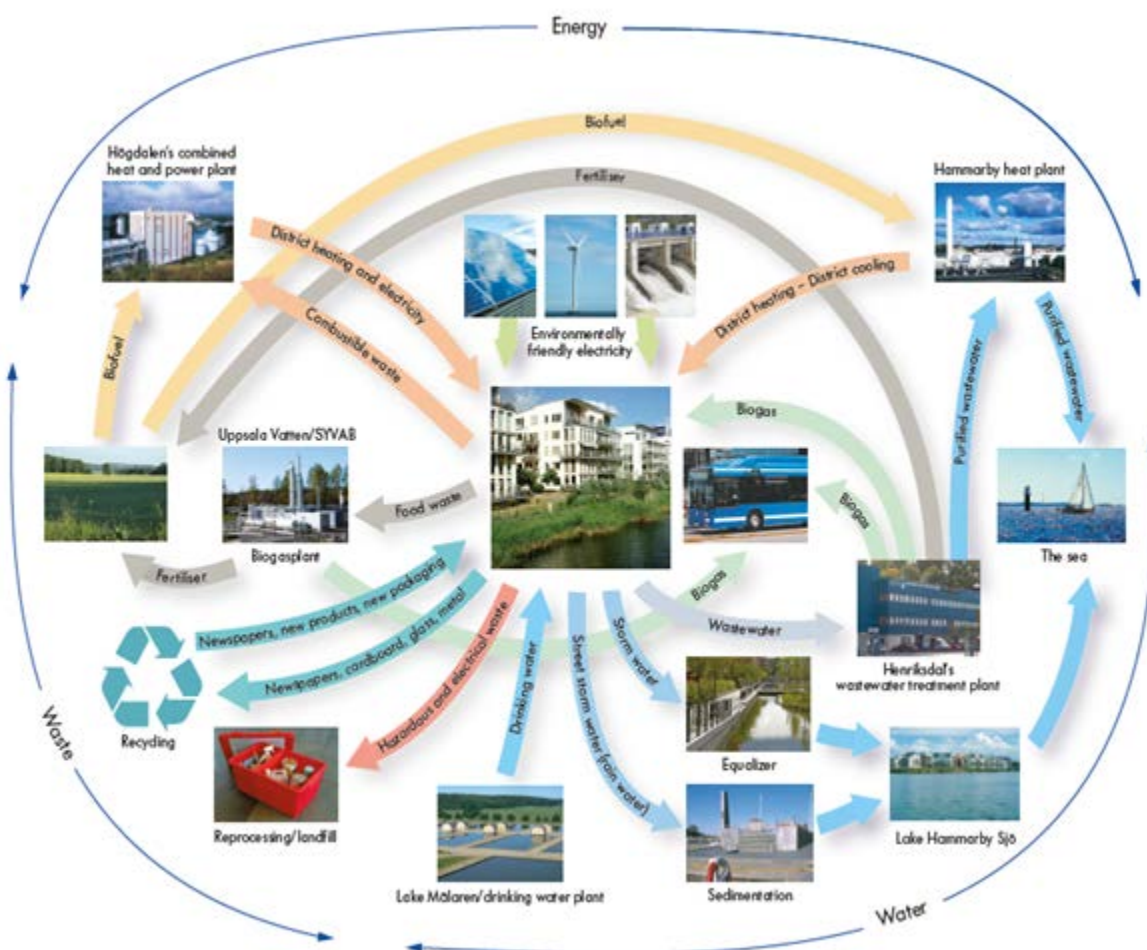 Energy
Biofuel
Högdalen's combined
heat and power plant
Hammarby heat plant
Fertiliser
District heating and electricity
Combustible waste
Environmentally
friendly electricity
District heating – District cooling
Purified wastewater
Purified wastewater
Biofuel
Uppsala Vatten/SYVAB
Biogas
Food waste
Biogas
Biogasplant
The sea
Fertiliser
Biogas
Newspapers, new products, new packaging
Newspapers, cardboard, glass, metal
Hazardous and electrical waste
Drinking water
Street storm water (rain water)
Storm water
Wastewater
Henriksdal's
wastewater treatment plant
Waste
Recycling
Equalizer
Reprocessing/landfill
Lake Hammarby Sjö
Lake Mälaren/drinking water plant
Sedimentation
Water